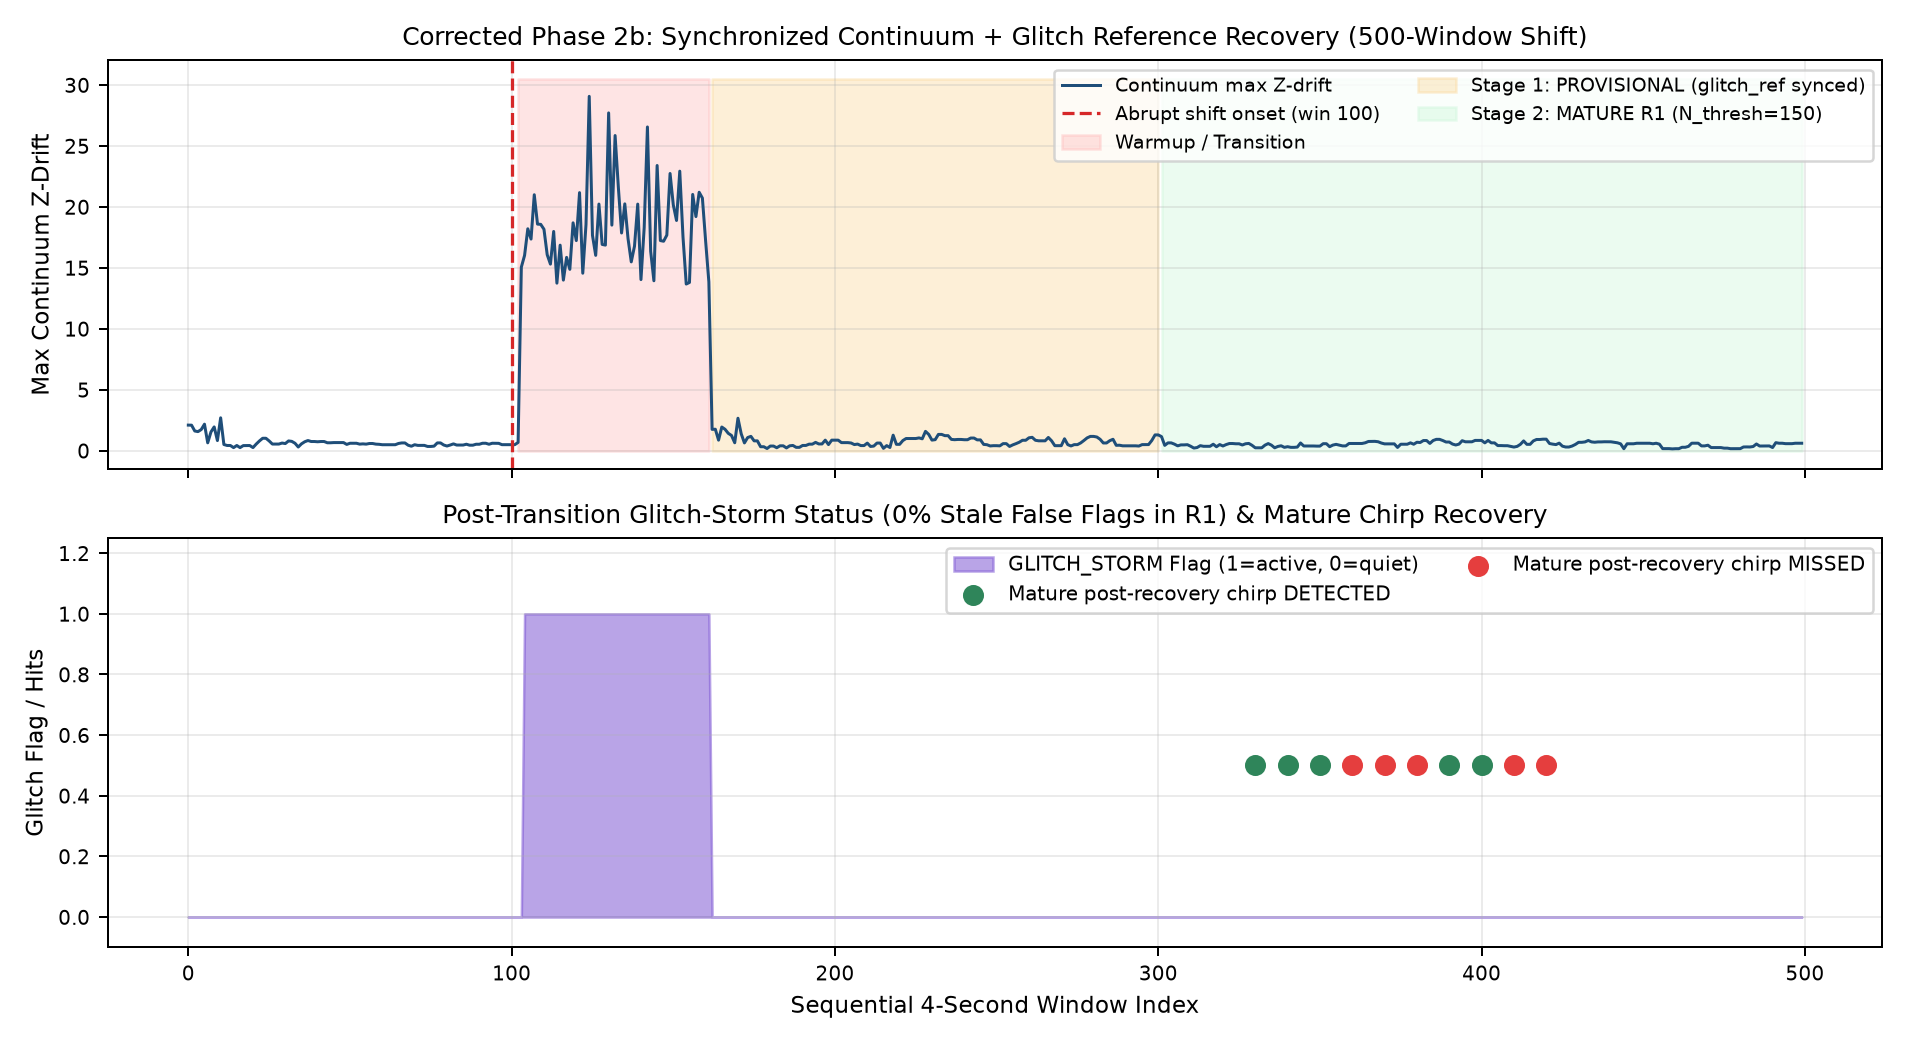 Corrected Phase 2b: Synchronized Continuum + Glitch Reference Recovery (500-Window Shift)
Max Continuum Z-Drift
30
25
20
15
10
5
0
Continuum max Z-drift
Abrupt shift onset (win 100)
Warmup / Transition
Stage 1: PROVISIONAL (glitch_ref synced)
Stage 2: MATURE R1 (N_thresh=150)
Post-Transition Glitch-Storm Status (0% Stale False Flags in R1) & Mature Chirp Recovery
Glitch Flag / Hits
1.2
1.0
0.8
0.6
0.4
0.2
0.0
GLITCH_STORM Flag (1=active, 0=quiet)
Mature post-recovery chirp DETECTED
Mature post-recovery chirp MISSED
0
100
200
300
400
500
Sequential 4-Second Window Index